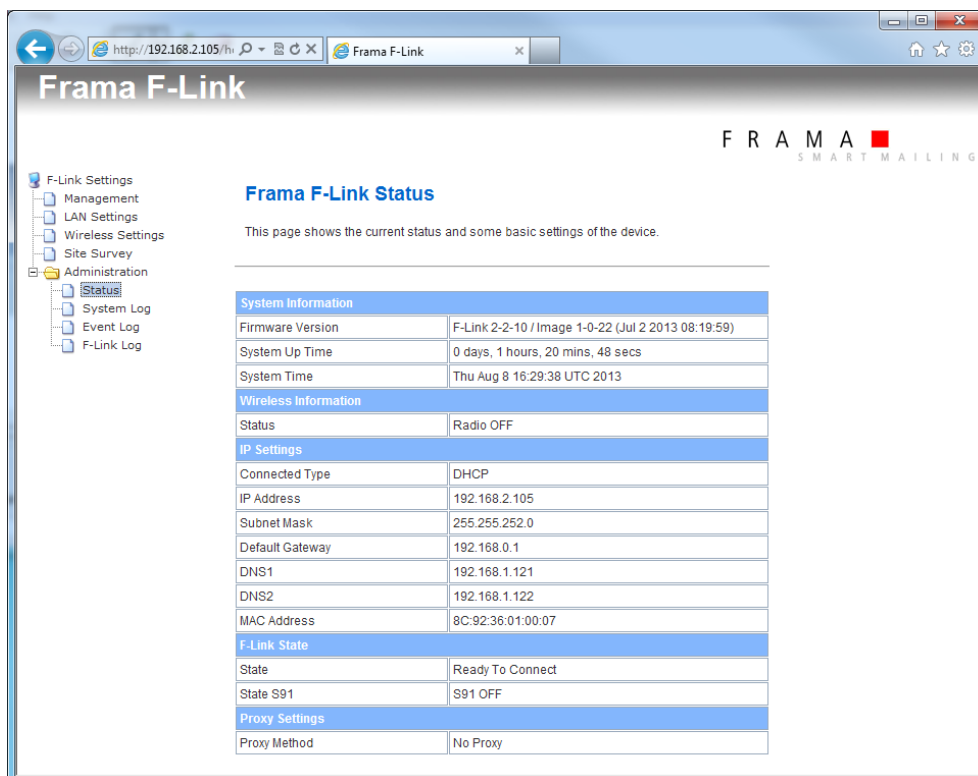 http://192.168.2.105/h
Frama F-Link
Frama F-Link
FRAMA
SMART MAILING
F-Link Settings
Management
LAN Settings
Wireless Settings
Site Survey
Administration
Status
System Log
Event Log
F-Link Log
Frama F-Link Status
This page shows the current status and some basic settings of the device.
System Information
Firmware Version F-Link 2-2-10 / Image 1-0-22 (Jul 2 2013 08:19:59)
System Up Time 0 days, 1 hours, 20 mins, 48 secs
System Time Thu Aug 8 16:29:38 UTC 2013
Wireless Information
Status Radio OFF
IP Settings
Connected Type DHCP
IP Address 192.168.2.105
Subnet Mask 255.255.252.0
Default Gateway 192.168.0.1
DNS1 192.168.1.121
DNS2 192.168.1.122
MAC Address 8C:92:36:01:00:07
F-Link State
State Ready To Connect
State S91 S91 OFF
Proxy Settings
Proxy Method No Proxy